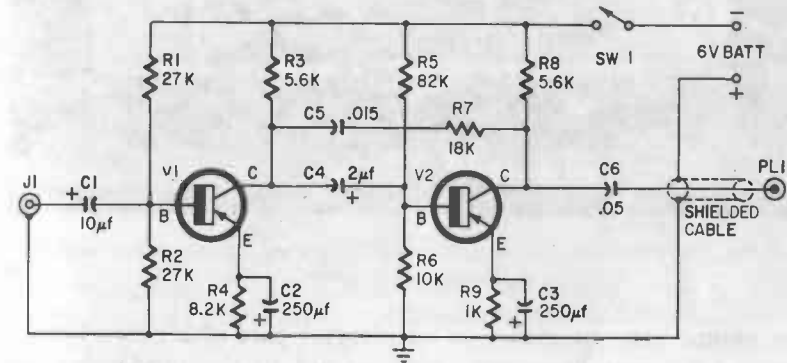 R1
27K
R3
5.6K
R5
82K
R8
5.6K
SW 1
−
6V BATT
+
C5 .015
R7
18K
J1
+ C1
10µf
V1
C
B
E
C4 2µf
+
V2
C
B
E
C6
.05
PL1
SHIELDED
CABLE
R2
27K
R4
8.2K
C2
250µf
+
R6
10K
R9
1K
C3
250µf
+